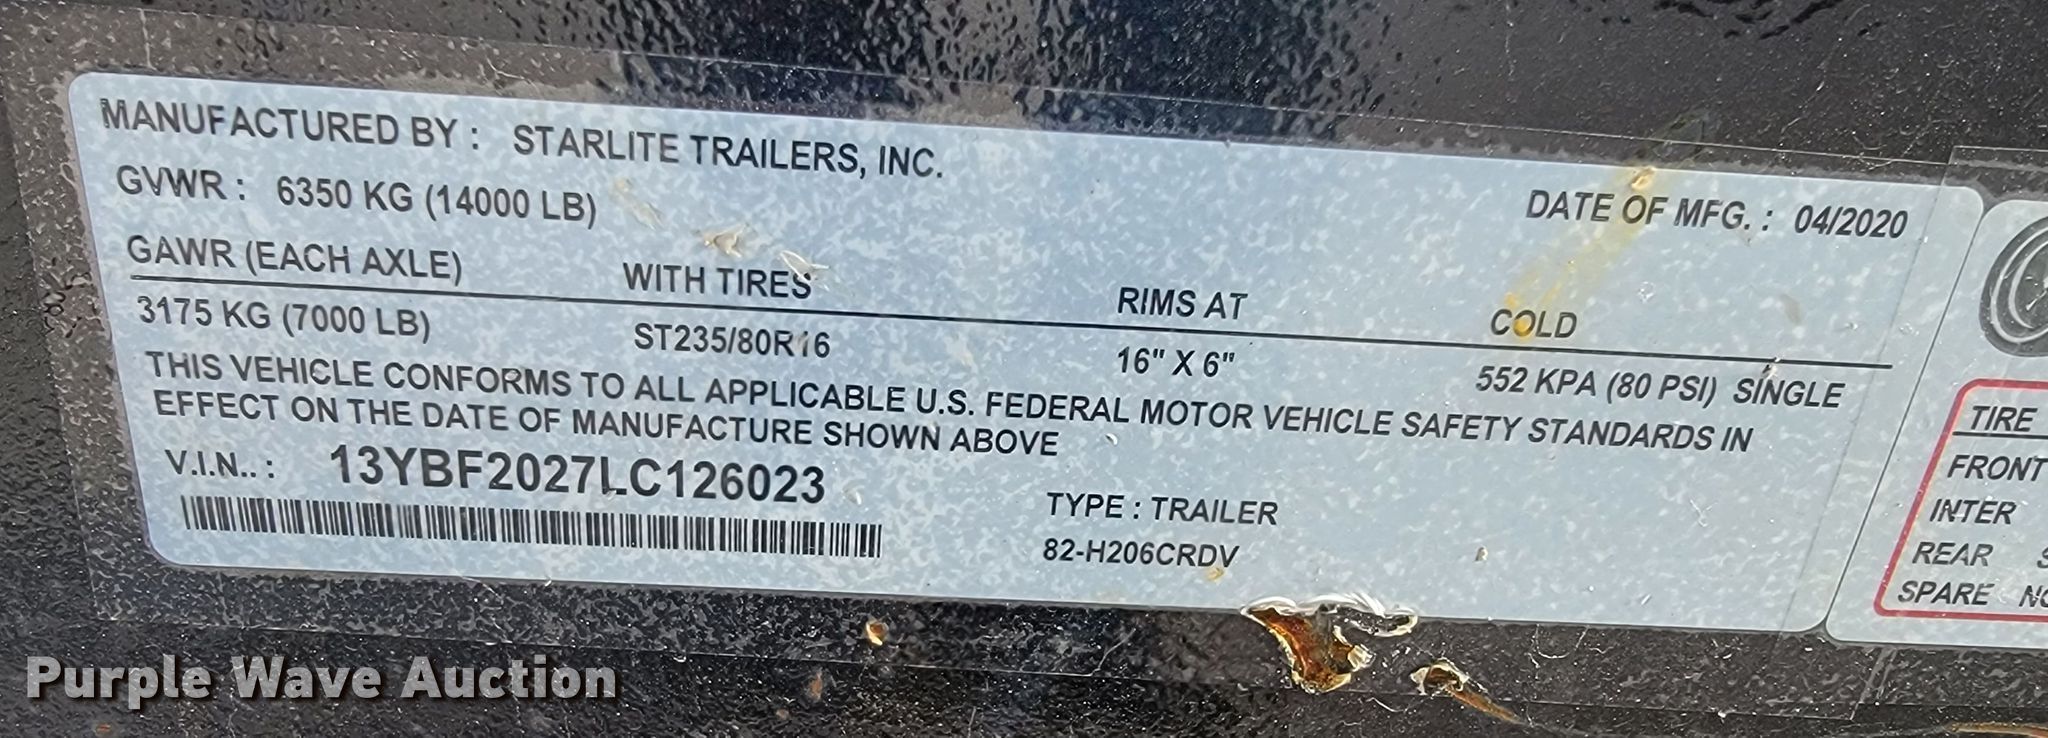 MANUFACTURED BY : STARLITE TRAILERS, INC.
GVWR : 6350 KG (14000 LB)
DATE OF MFG. : 04/2020
GAWR (EACH AXLE) WITH TIRES RIMS AT COLD
3175 KG (7000 LB) ST235/80R16 16" X 6" 552 KPA (80 PSI) SINGLE
THIS VEHICLE CONFORMS TO ALL APPLICABLE U.S. FEDERAL MOTOR VEHICLE SAFETY STANDARDS IN
EFFECT ON THE DATE OF MANUFACTURE SHOWN ABOVE
V.I.N.. : 13YBF2027LC126023
TYPE : TRAILER
82-H206CRDV
TIRE
FRONT
INTER
REAR
SPARE
Purple Wave Auction